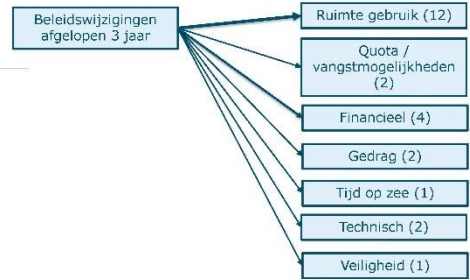 Beleidswijzigingen
afgelopen 3 jaar
Ruimte gebruik (12)
Quota /
vangstmogelijkheden
(2)
Financieel (4)
Gedrag (2)
Tijd op zee (1)
Technisch (2)
Veiligheid (1)